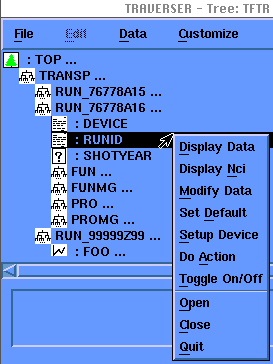 TRAVERSER - Tree: TFTR
File Edit Data Customize
: TOP ...
TRANSP ...
RUN_76778A15 ...
RUN_76778A16 ...
: DEVICE
: RUNID
? : SHOTYEAR
FUN ...
FUNMG ...
PRO ...
PROMG ...
RUN_99999Z99 ...
: FOO ...
Display Data
Display Nci
Modify Data
Set Default
Setup Device
Do Action
Toggle On/Off
Open
Close
Quit